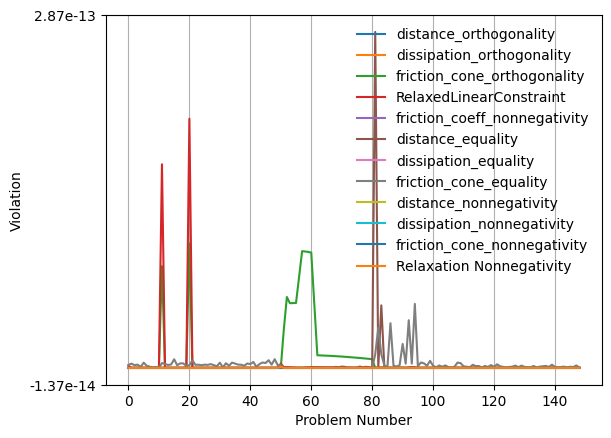 2.87e-13
distance_orthogonality
dissipation_orthogonality
friction_cone_orthogonality
RelaxedLinearConstraint
friction_coeff_nonnegativity
distance_equality
dissipation_equality
friction_cone_equality
distance_nonnegativity
dissipation_nonnegativity
friction_cone_nonnegativity
Relaxation Nonnegativity
Violation
-1.37e-14
0 20 40 60 80 100 120 140
Problem Number